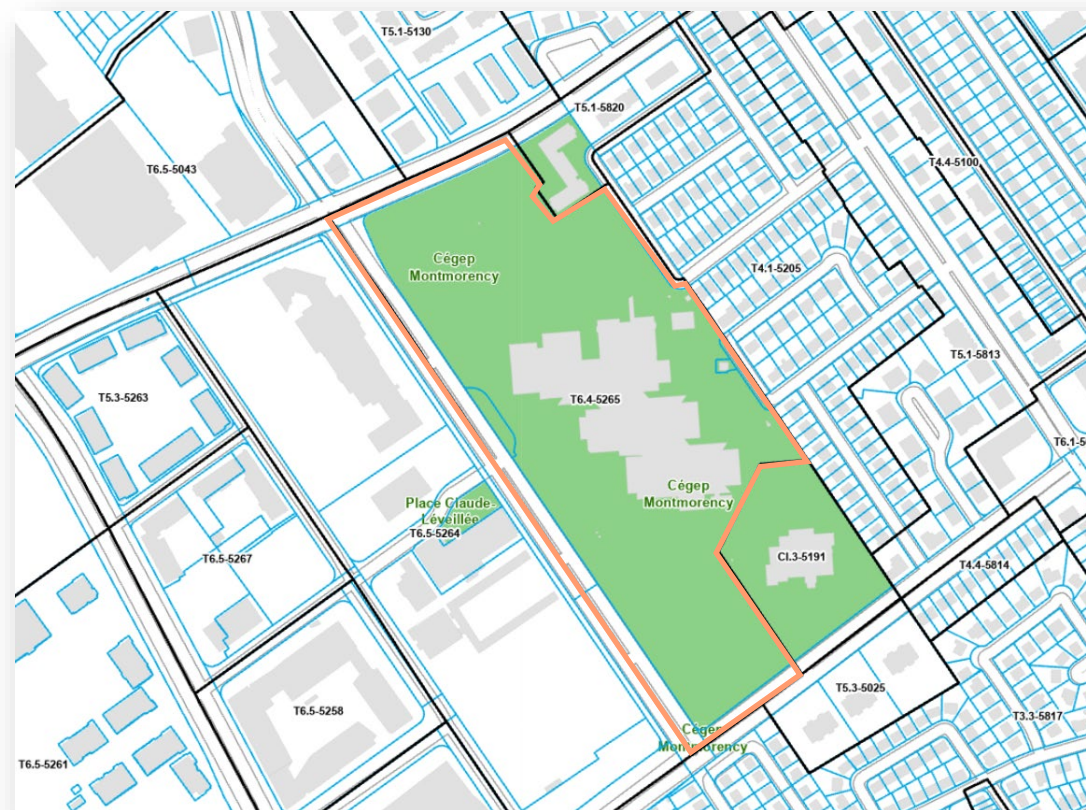 T5.1-5130
T5.1-5820
T6.5-5043
T4.4-5100
Cégep
Montmorency
T4.1-5205
T5.1-5813
T5.3-5263
T6.4-5265
T6.1-5
Cégep
Montmorency
Place Claude-
Léveillée
T6.5-5264
T6.5-5267
CI.3-5191
T4.4-5814
T5.3-5025
T6.5-5258
T3.3-5817
Cégep
Montmorency
T6.5-5261